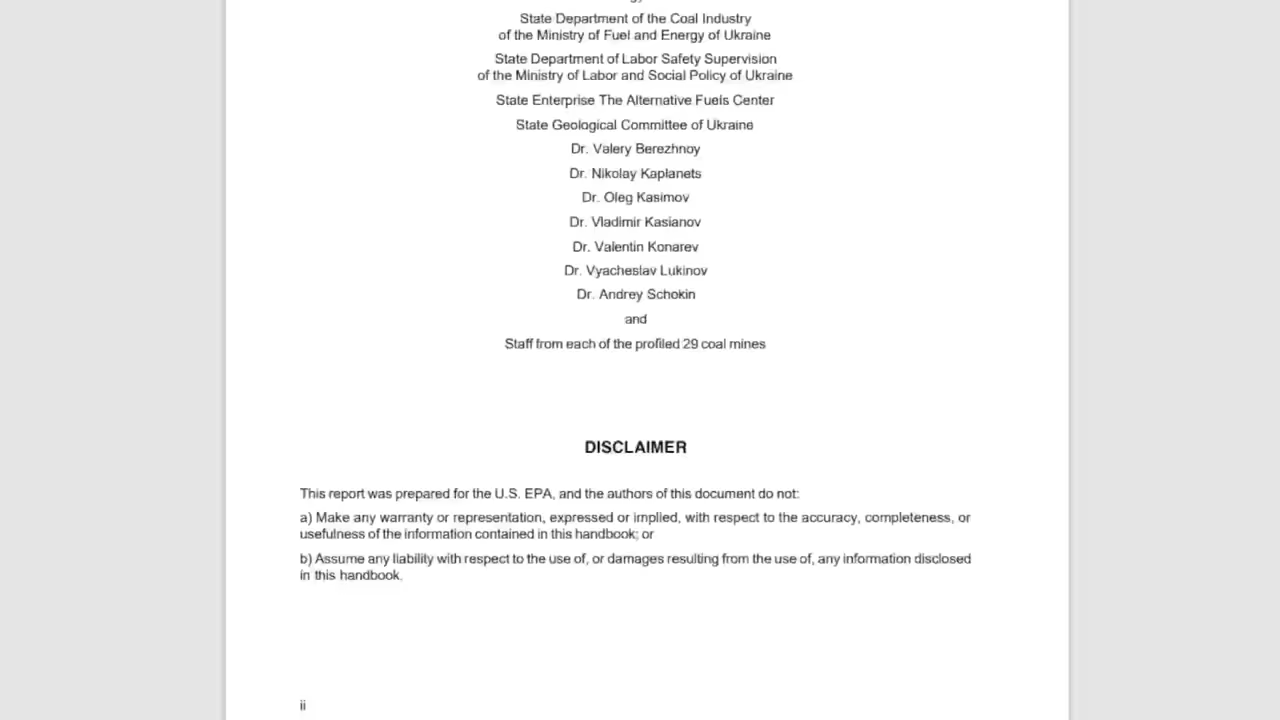 State Department of the Coal Industry
of the Ministry of Fuel and Energy of Ukraine
State Department of Labor Safety Supervision
of the Ministry of Labor and Social Policy of Ukraine
State Enterprise The Alternative Fuels Center
State Geological Committee of Ukraine
Dr. Valery Berezhnoy
Dr. Nikolay Kaplanets
Dr. Oleg Kasimov
Dr. Vladimir Kasianov
Dr. Valentin Konarev
Dr. Vyacheslav Lukinov
Dr. Andrey Schokin
and
Staff from each of the profiled 29 coal mines
DISCLAIMER
This report was prepared for the U.S. EPA, and the authors of this document do not:
a) Make any warranty or representation, expressed or implied, with respect to the accuracy, completeness, or
usefulness of the information contained in this handbook; or
b) Assume any liability with respect to the use of, or damages resulting from the use of, any information disclosed
in this handbook.
ii